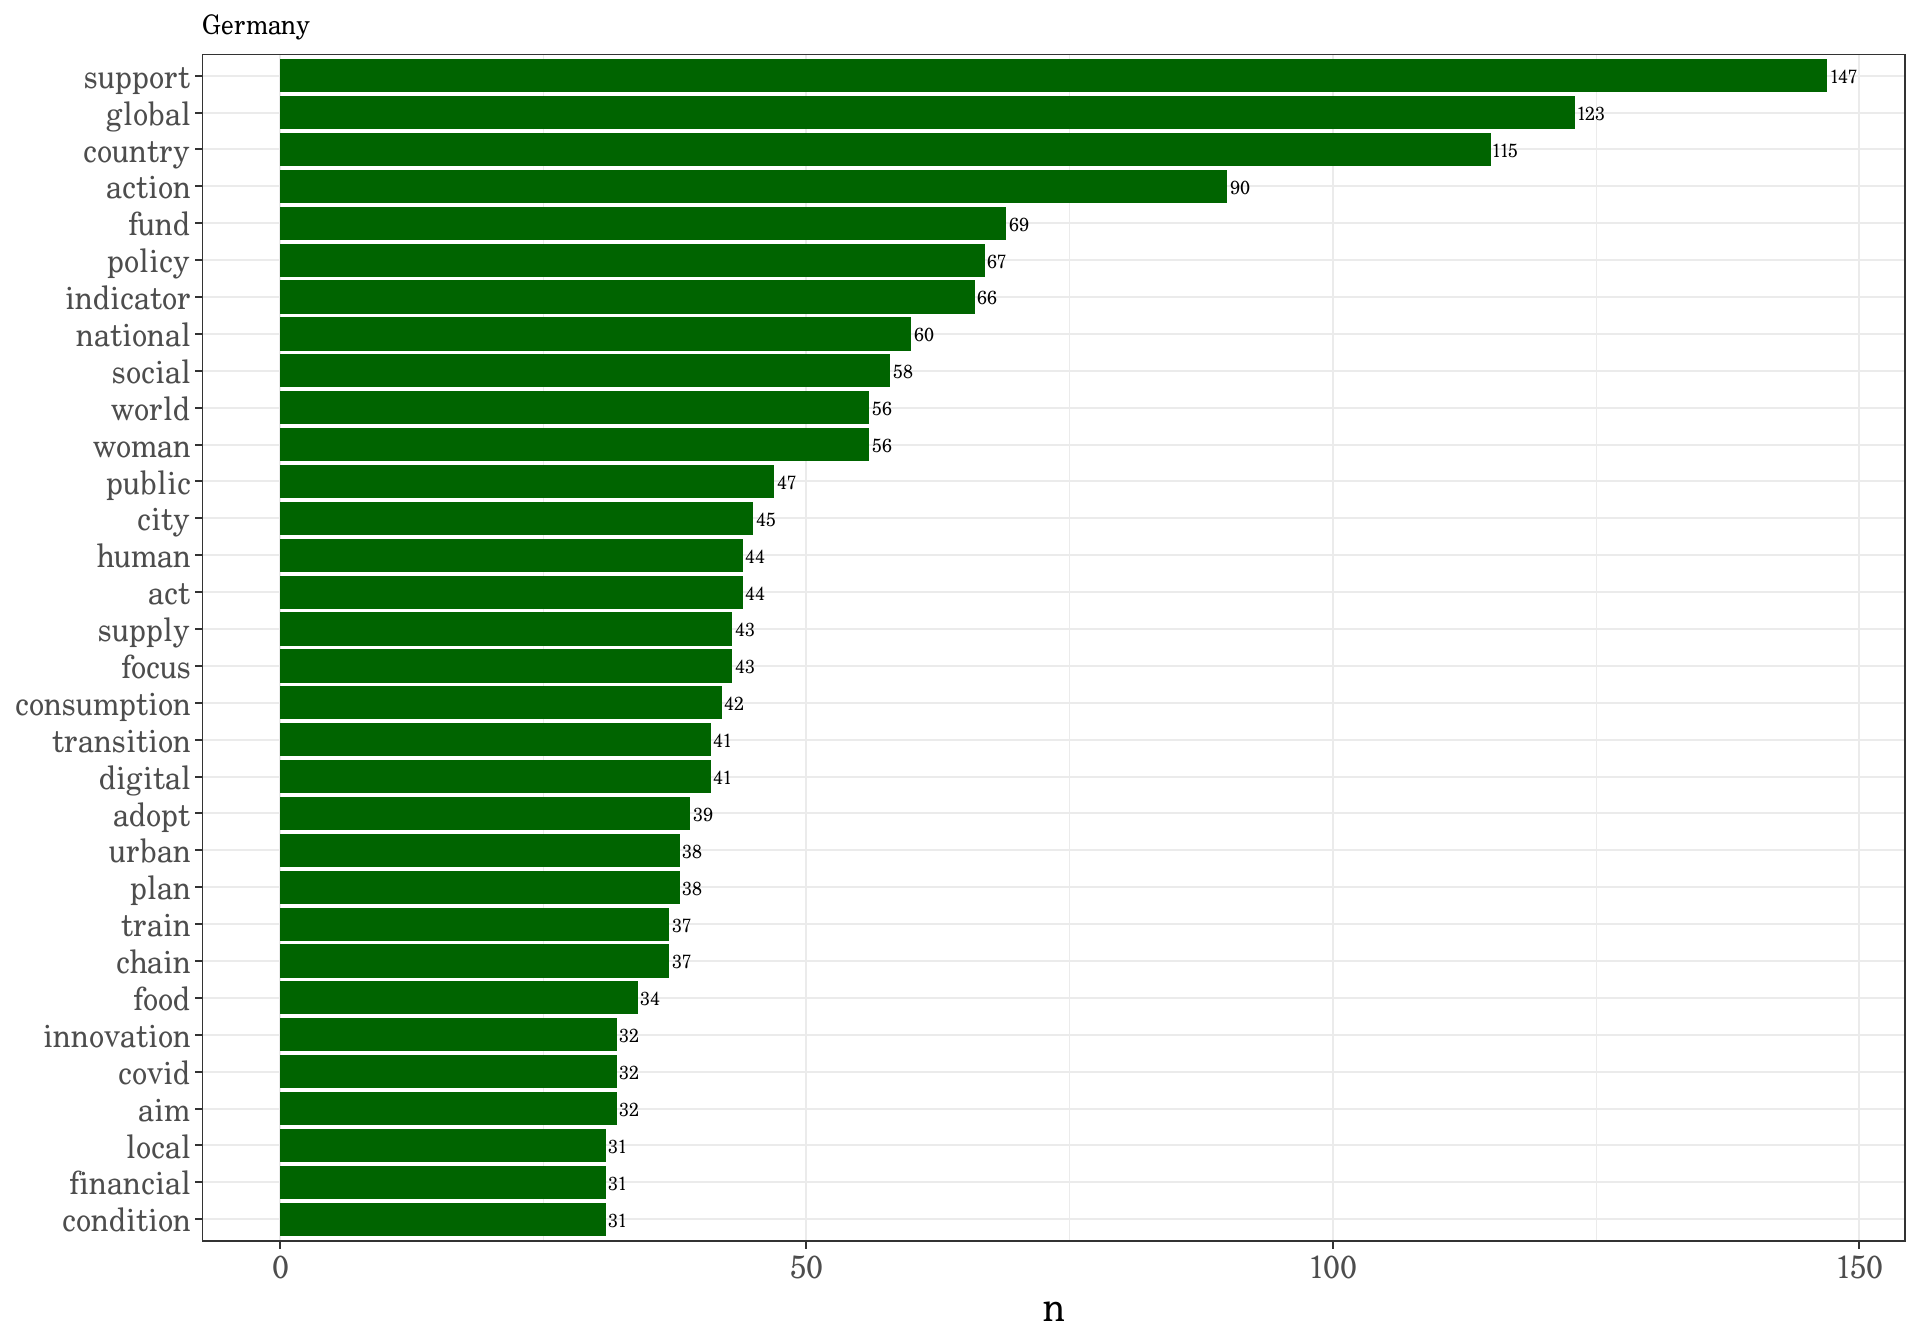 Germany
support 147
global 123
country 115
action 90
fund 69
policy 67
indicator 66
national 60
social 58
world 56
woman 56
public 47
city 45
human 44
act 44
supply 43
focus 43
consumption 42
transition 41
digital 41
adopt 39
urban 38
plan 38
train 37
chain 37
food 34
innovation 32
covid 32
aim 32
local 31
financial 31
condition 31
0 50 100 150
n